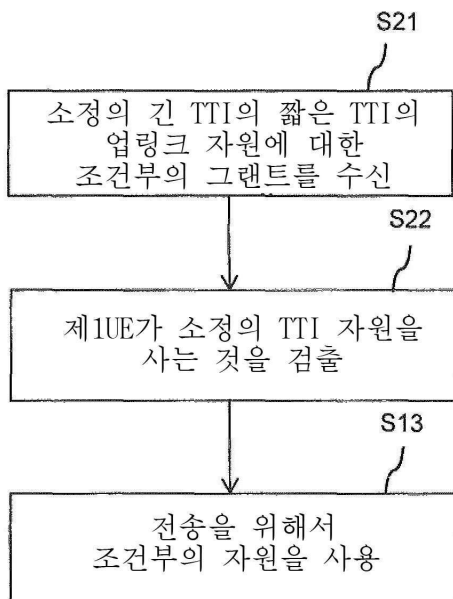 S21
소정의 긴 TTI의 짧은 TTI의
업링크 자원에 대한
조건부의 그랜트를 수신
S22
제1UE가 소정의 TTI 자원을
사는 것을 검출
S13
전송을 위해서
조건부의 자원을 사용